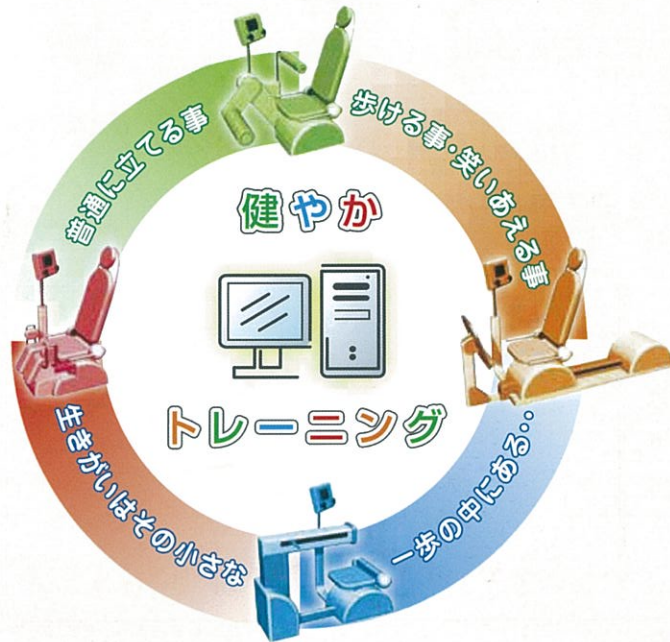 普通に立てる事
歩ける事・笑いあえる事
健やか
トレーニング
生きがいはその小さな
一歩の中にある‥